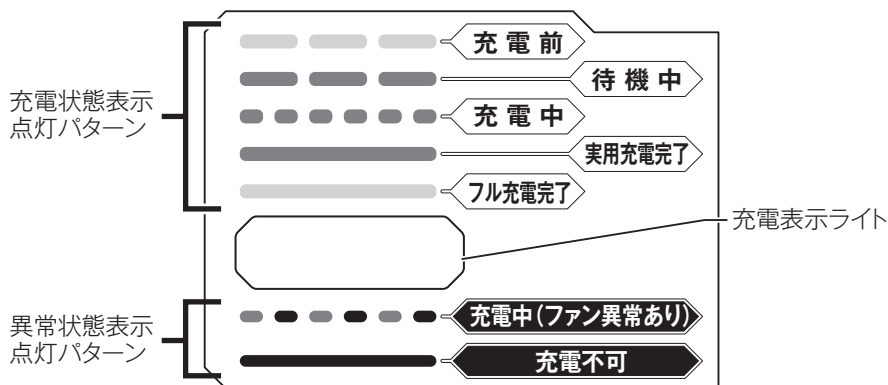 充電状態表示
点灯パターン
充電前
待機中
充電中
実用充電完了
フル充電完了
充電表示ライト
異常状態表示
点灯パターン
充電中(ファン異常あり)
充電不可